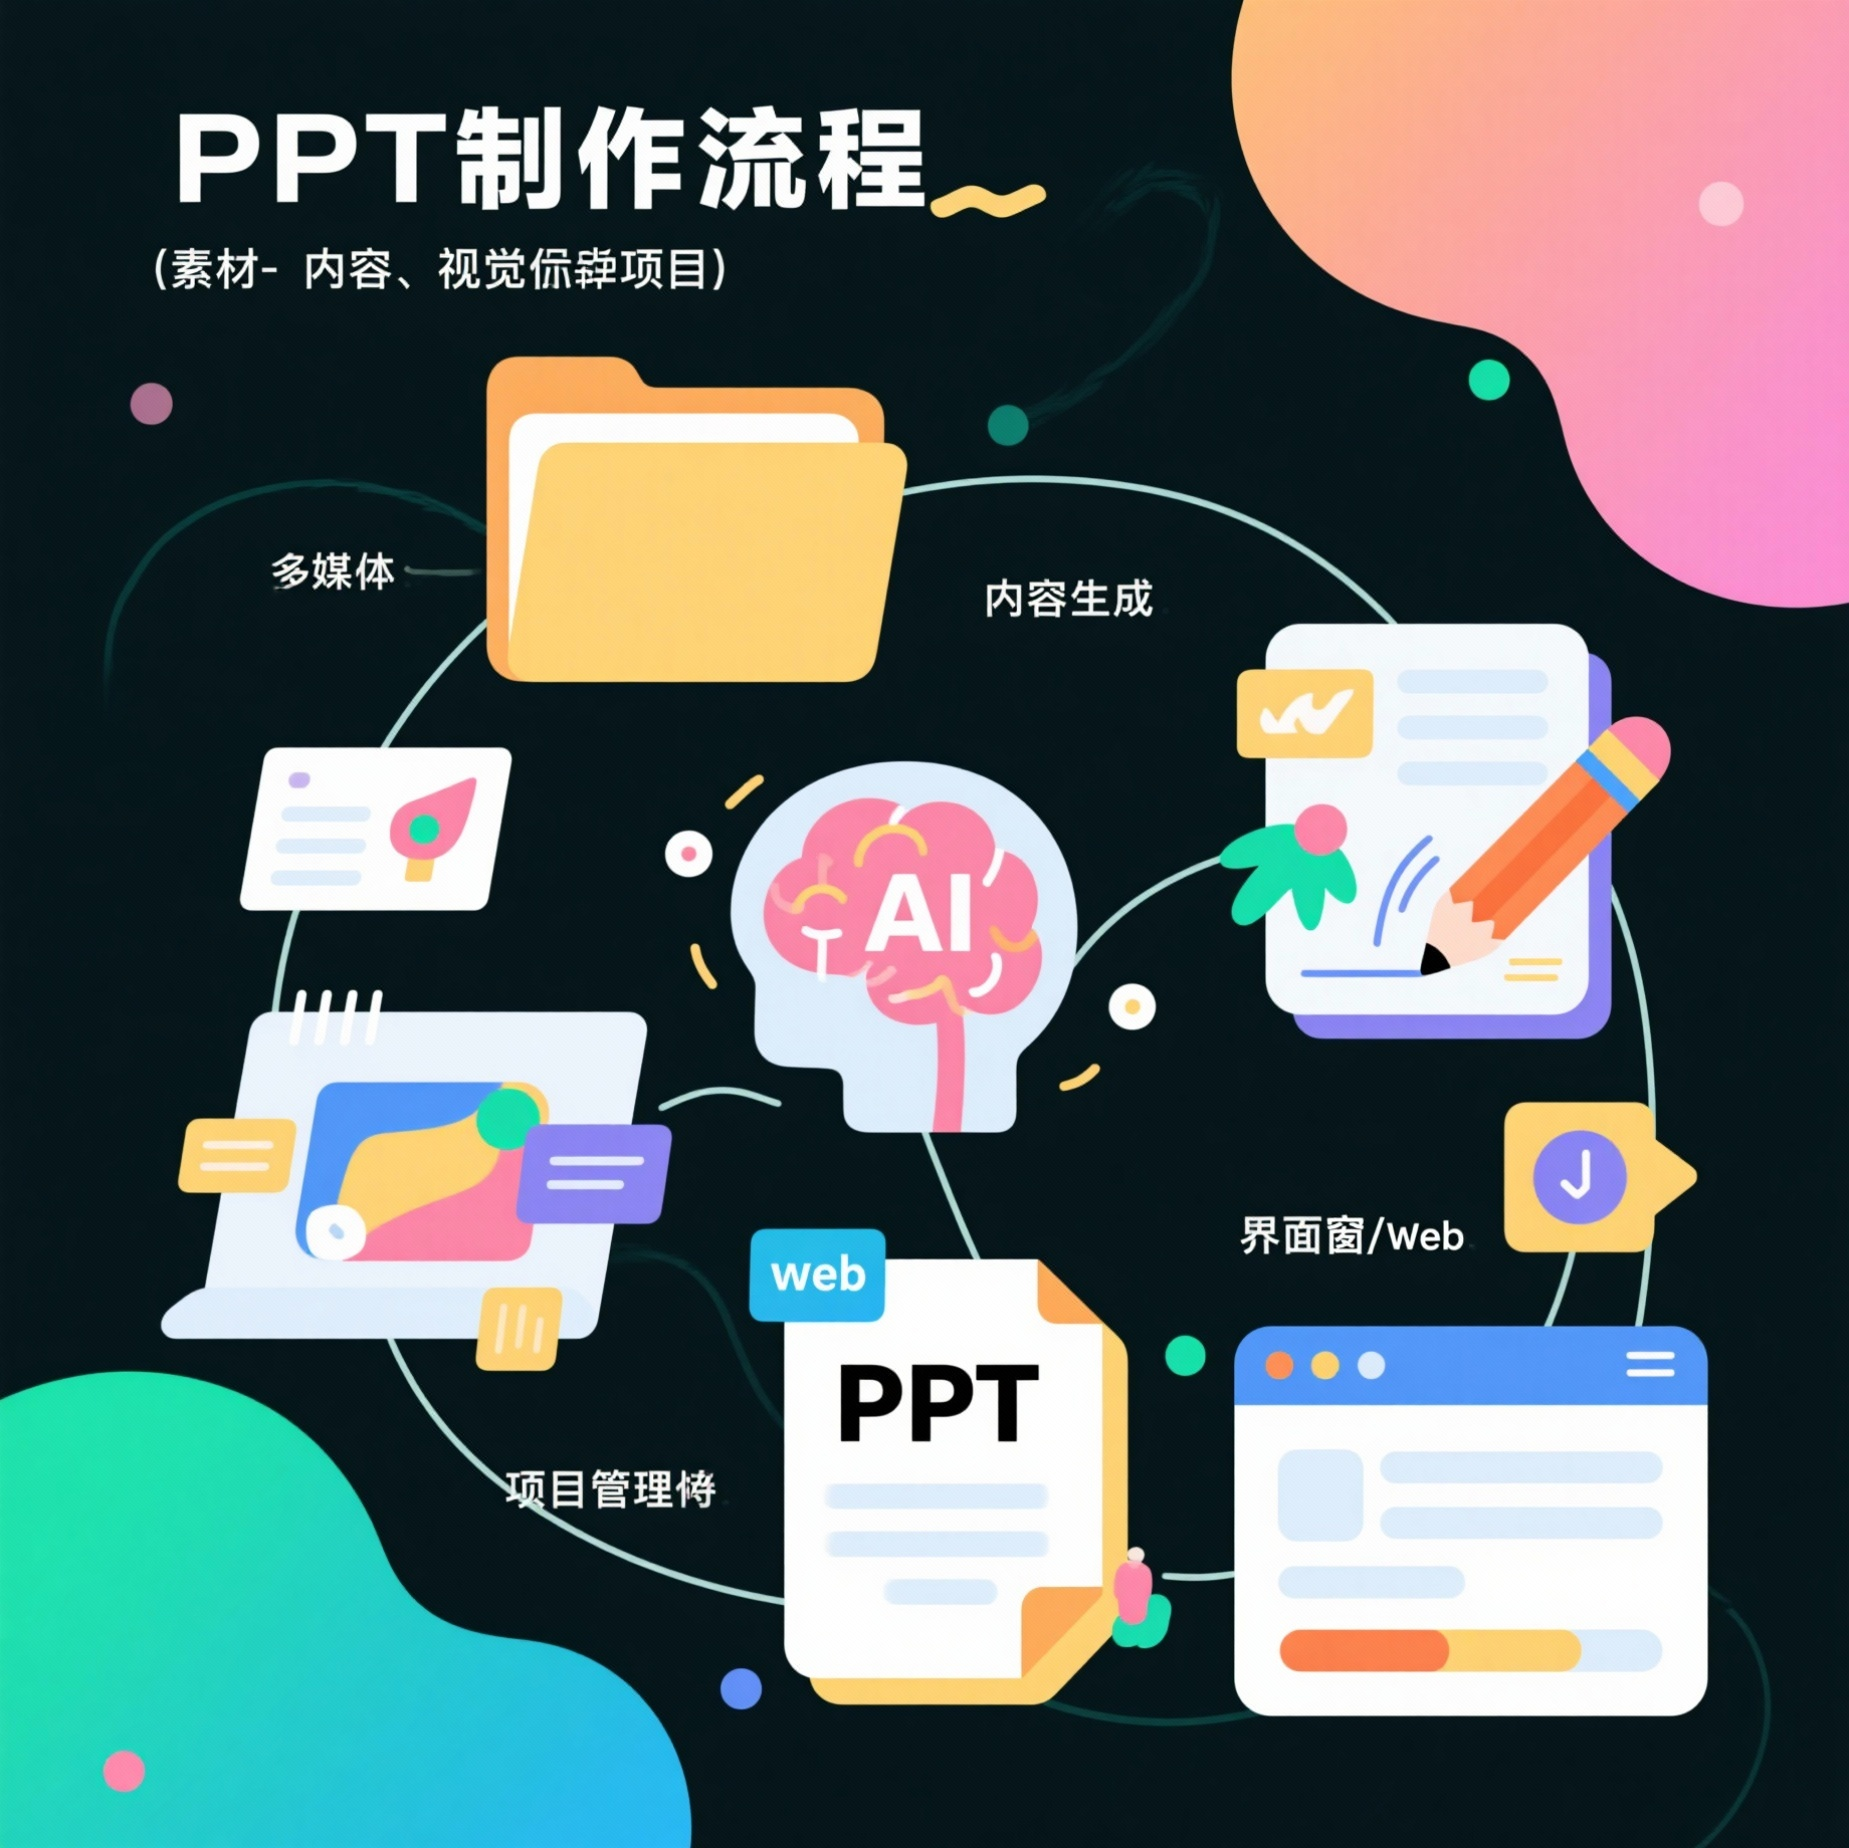 PPT制作流程
(素材- 内容、视觉项目)
多媒体
内容生成
AI
界面窗/Web
web
PPT
项目管理